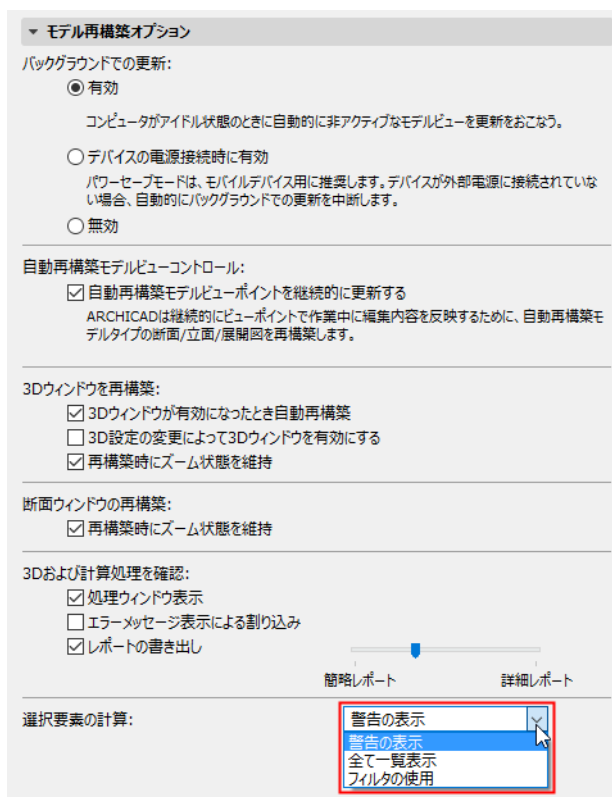 モデル再構築オプション
バックグラウンドでの更新:
有効
コンピュータがアイドル状態のときに自動的に非アクティブなモデルビューを更新をおこなう。
デバイスの電源接続時に有効
パワーセーブモードは、モバイルデバイス用に推奨します。デバイスが外部電源に接続されていな
い場合、自動的にバックグラウンドでの更新を中断します。
無効
自動再構築モデルビューコントロール:
自動再構築モデルビューポイントを継続的に更新する
ARCHICADは継続的にビューポイントで作業中に編集内容を反映するために、自動再構築モ
デルタイプの断面/立面/展開図を再構築します。
3Dウィンドウを再構築:
3Dウィンドウが有効になったとき自動再構築
3D設定の変更によって3Dウィンドウを有効にする
再構築時にズーム状態を維持
断面ウィンドウの再構築:
再構築時にズーム状態を維持
3Dおよび計算処理を確認:
処理ウィンドウ表示
エラーメッセージ表示による割り込み
レポートの書き出し
簡略レポート 詳細レポート
選択要素の計算: 警告の表示
警告の表示
全て一覧表示
フィルタの使用